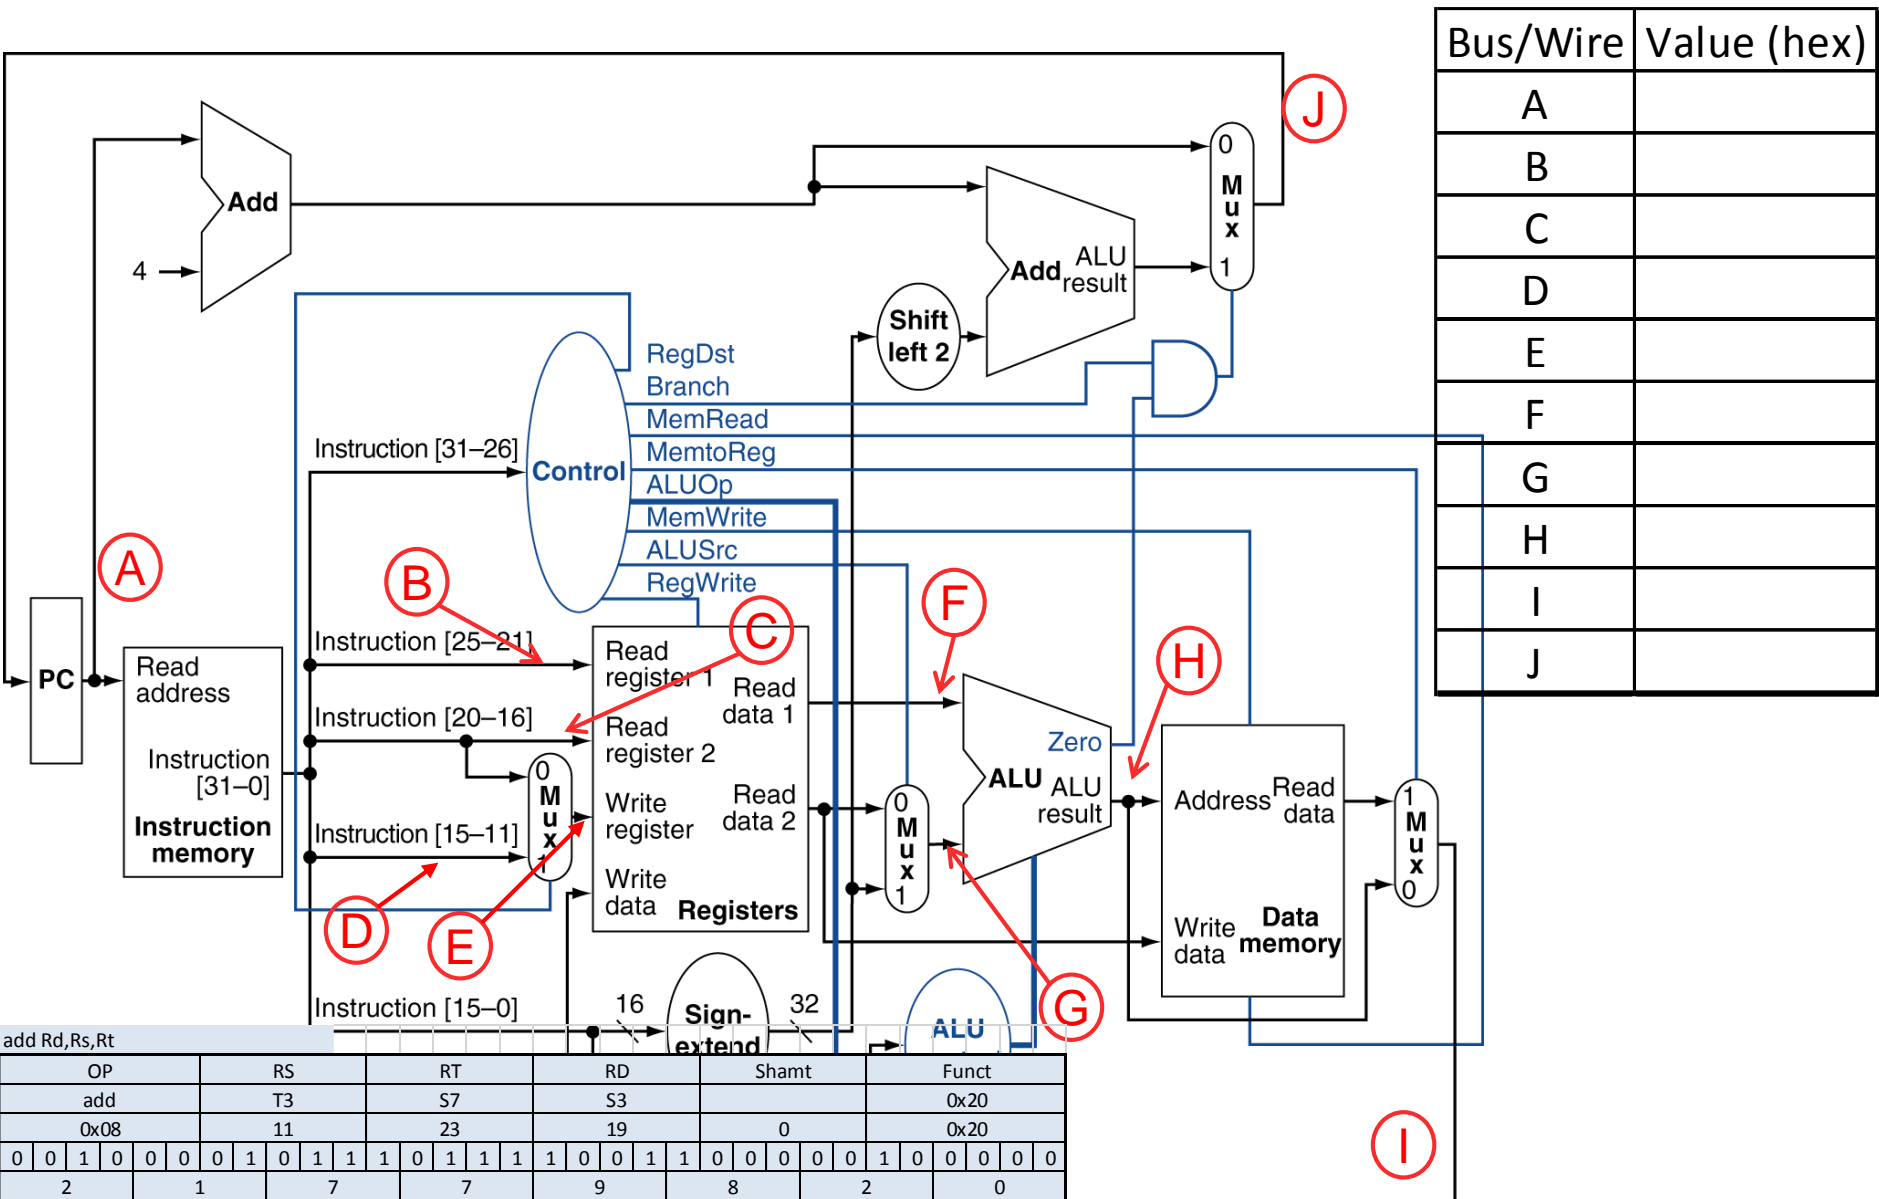 Bus/Wire Value (hex)
A
B
C
D
E
F
G
H
I
J
J
0
M
u
x
1
Add
4
Add ALU
result
Shift
left 2
RegDst
Branch
MemRead
MemtoReg
ALUOp
MemWrite
ALUSrc
RegWrite
Instruction [31–26]
Control
A
B
C
F
H
Instruction [25–21]
PC
Read
address
Instruction
[31–0]
Instruction
memory
Instruction [20–16]
Instruction [15–11]
0
M
u
x
1
Read
register 1
Read
register 2
Write
register
Write
data
Read
data 1
Read
data 2
Registers
0
M
u
x
1
Zero
ALU ALU
result
Address Read
data
Write
data
Data
memory
1
M
u
x
0
D
E
G
Instruction [15–0]
16
Sign-
extend
32
ALU
I
add Rd,Rs,Rt
OP RS RT RD Shamt Funct
add T3 S7 S3 0x20
0x08 11 23 19 0 0x20
0 0 1 0 0 0 0 1 0 1 1 1 0 1 1 1 1 0 0 1 1 0 0 0 0 0 1 0 0 0 0 0
2 1 7 7 9 8 2 0